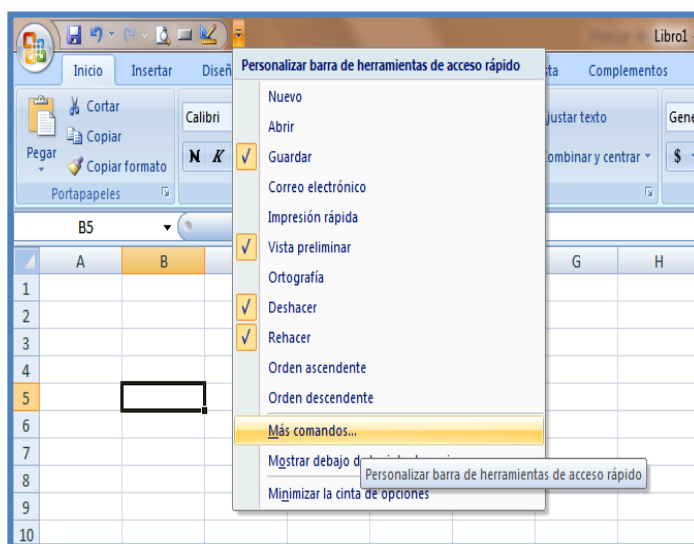 Libro1 -
Inicio Insertar Diseñ ista Complementos
Personalizar barra de herramientas de acceso rápido
Nuevo
Abrir
Guardar
Correo electrónico
Impresión rápida
Vista preliminar
Ortografía
Deshacer
Rehacer
Orden ascendente
Orden descendente
Más comandos...
Mostrar debajo d
Personalizar barra de herramientas de acceso rápido
Minimizar la cinta de opciones
Pegar
Cortar
Copiar
Copiar formato
Portapapeles
Calibri
N K
justar texto
ombinar y centrar
Gene
$
B5
A B G H
1
2
3
4
5
6
7
8
9
10